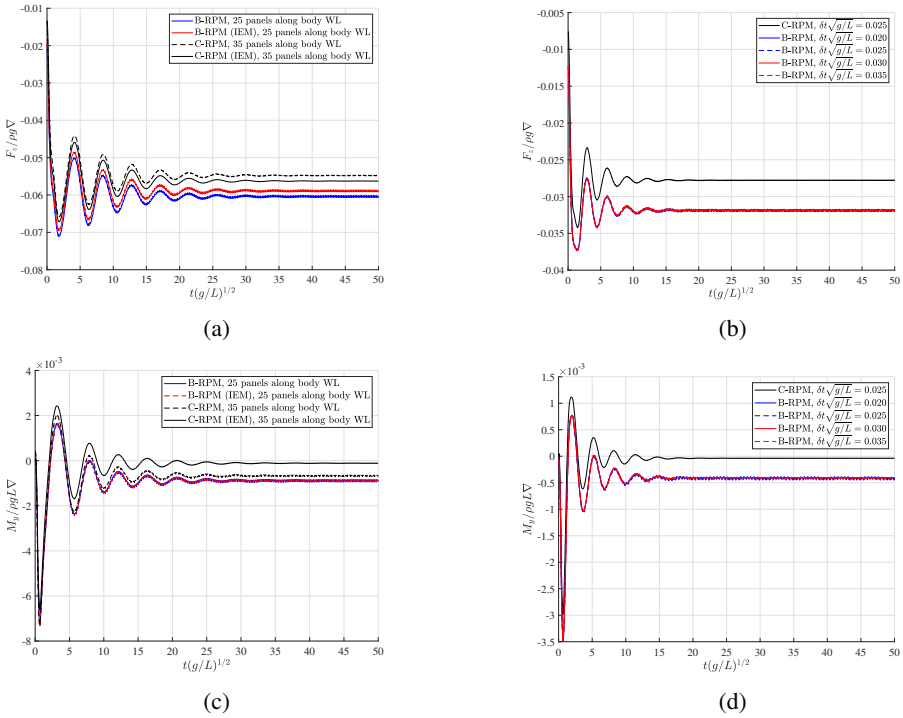 B-RPM, 25 panels along body WL
B-RPM (IEM), 25 panels along body WL
C-RPM, 35 panels along body WL
C-RPM (IEM), 35 panels along body WL
-0.01
-0.02
-0.03
-0.04
-0.05
-0.06
-0.07
-0.08
F_z/ρg∇
0 5 10 15 20 25 30 35 40 45 50
t(g/L)^{1/2}
(a)
C-RPM, δt√g/L = 0.025
B-RPM, δt√g/L = 0.020
B-RPM, δt√g/L = 0.025
B-RPM, δt√g/L = 0.030
B-RPM, δt√g/L = 0.035
-0.005
-0.01
-0.015
-0.02
-0.025
-0.03
-0.035
-0.04
F_z/ρg∇
0 5 10 15 20 25 30 35 40 45 50
t(g/L)^{1/2}
(b)
×10^{-3}
B-RPM, 25 panels along body WL
B-RPM (IEM), 25 panels along body WL
C-RPM, 35 panels along body WL
C-RPM (IEM), 35 panels along body WL
4
2
0
-2
-4
-6
-8
M_y/ρgL∇
0 5 10 15 20 25 30 35 40 45 50
t(g/L)^{1/2}
(c)
×10^{-3}
C-RPM, δt√g/L = 0.025
B-RPM, δt√g/L = 0.020
B-RPM, δt√g/L = 0.025
B-RPM, δt√g/L = 0.030
B-RPM, δt√g/L = 0.035
1.5
1
0.5
0
-0.5
-1
-1.5
-2
-2.5
-3
-3.5
M_y/ρgL∇
0 5 10 15 20 25 30 35 40 45 50
t(g/L)^{1/2}
(d)